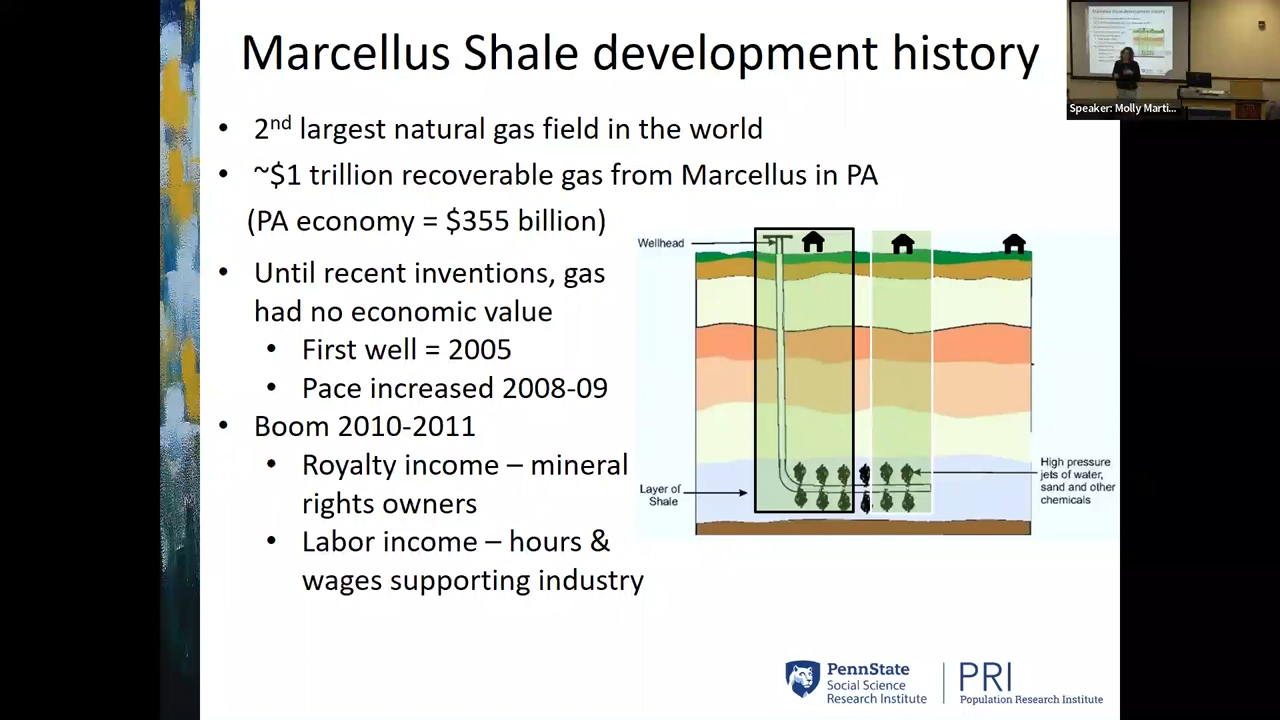 Marcellus Shale development history
• 2nd largest natural gas field in the world
• ~$1 trillion recoverable gas from Marcellus in PA
(PA economy = $355 billion)
• Until recent inventions, gas
had no economic value
• First well = 2005
• Pace increased 2008-09
• Boom 2010-2011
• Royalty income – mineral
rights owners
• Labor income – hours &
wages supporting industry
Wellhead
Layer of
Shale
High pressure
jets of water,
sand and other
chemicals
PennState
Social Science
Research Institute
PRI
Population Research Institute
Marcellus Shale development history
Speaker: Molly Marti...